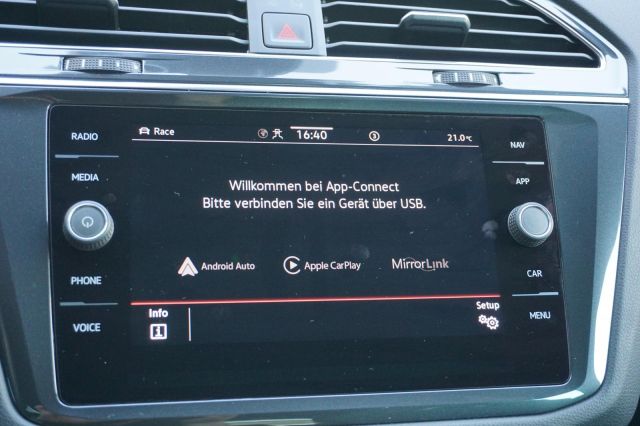 RADIO
MEDIA
PHONE
VOICE
Race
16:40
3
21.0°C
Willkommen bei App-Connect
Bitte verbinden Sie ein Gerät über USB.
Android Auto
Apple CarPlay
MirrorLink
Info
i
Setup
NAV
APP
CAR
MENU